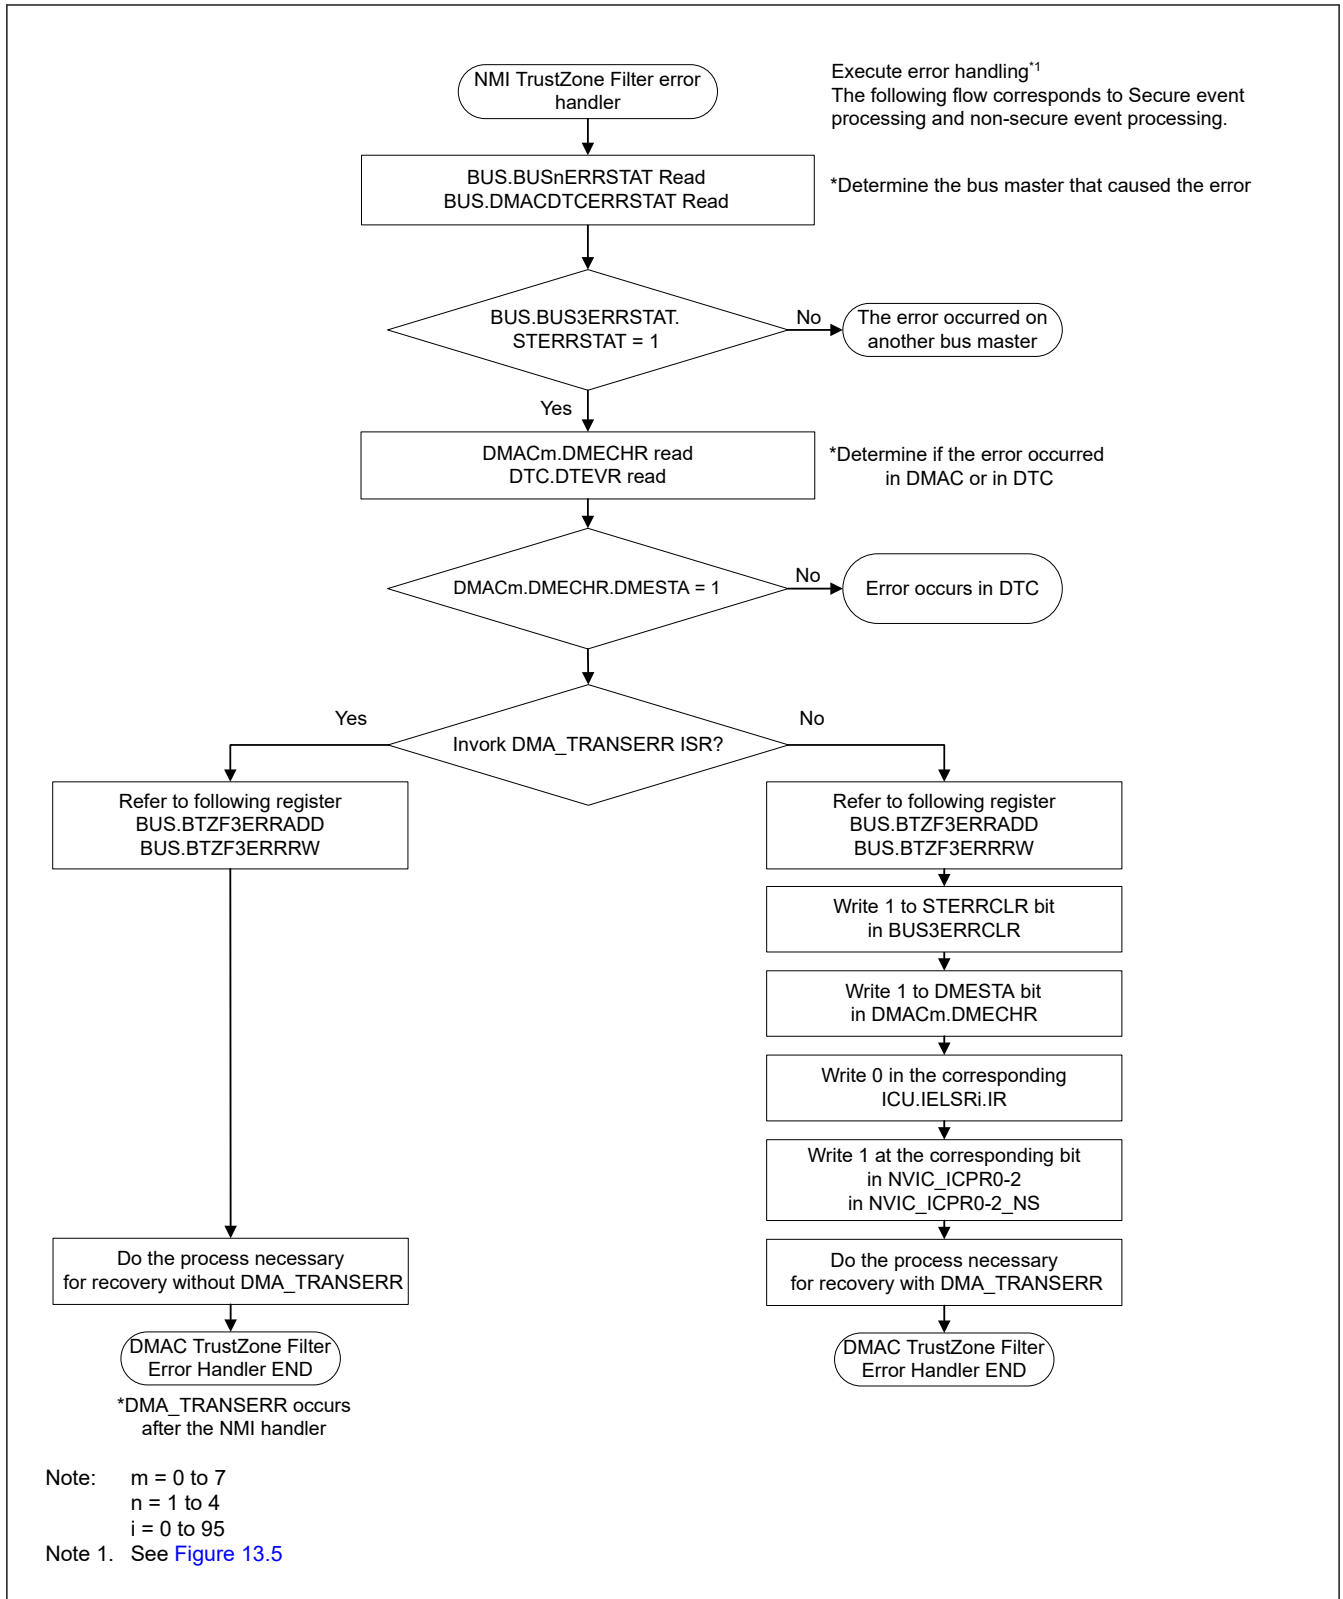 NMI TrustZone Filter error
handler
Execute error handling*1
The following flow corresponds to Secure event
processing and non-secure event processing.
BUS.BUSnERRSTAT Read
BUS.DMACDTCERRSTAT Read
*Determine the bus master that caused the error
BUS.BUS3ERRSTAT.
STERRSTAT = 1
No
The error occurred on
another bus master
Yes
DMACm.DMECHR read
DTC.DTEVR read
*Determine if the error occurred
in DMAC or in DTC
DMACm.DMECHR.DMESTA = 1
No
Error occurs in DTC
Yes
Invork DMA_TRANSERR ISR?
No
Refer to following register
BUS.BTZF3ERRADD
BUS.BTZF3ERRRW
Refer to following register
BUS.BTZF3ERRADD
BUS.BTZF3ERRRW
Write 1 to STERRCLR bit
in BUS3ERRCLR
Write 1 to DMESTA bit
in DMACm.DMECHR
Write 0 in the corresponding
ICU.IELSRi.IR
Write 1 at the corresponding bit
in NVIC_ICPR0-2
in NVIC_ICPR0-2_NS
Do the process necessary
for recovery without DMA_TRANSERR
Do the process necessary
for recovery with DMA_TRANSERR
DMAC TrustZone Filter
Error Handler END
DMAC TrustZone Filter
Error Handler END
*DMA_TRANSERR occurs
after the NMI handler
Note: m = 0 to 7
n = 1 to 4
i = 0 to 95
Note 1. See Figure 13.5